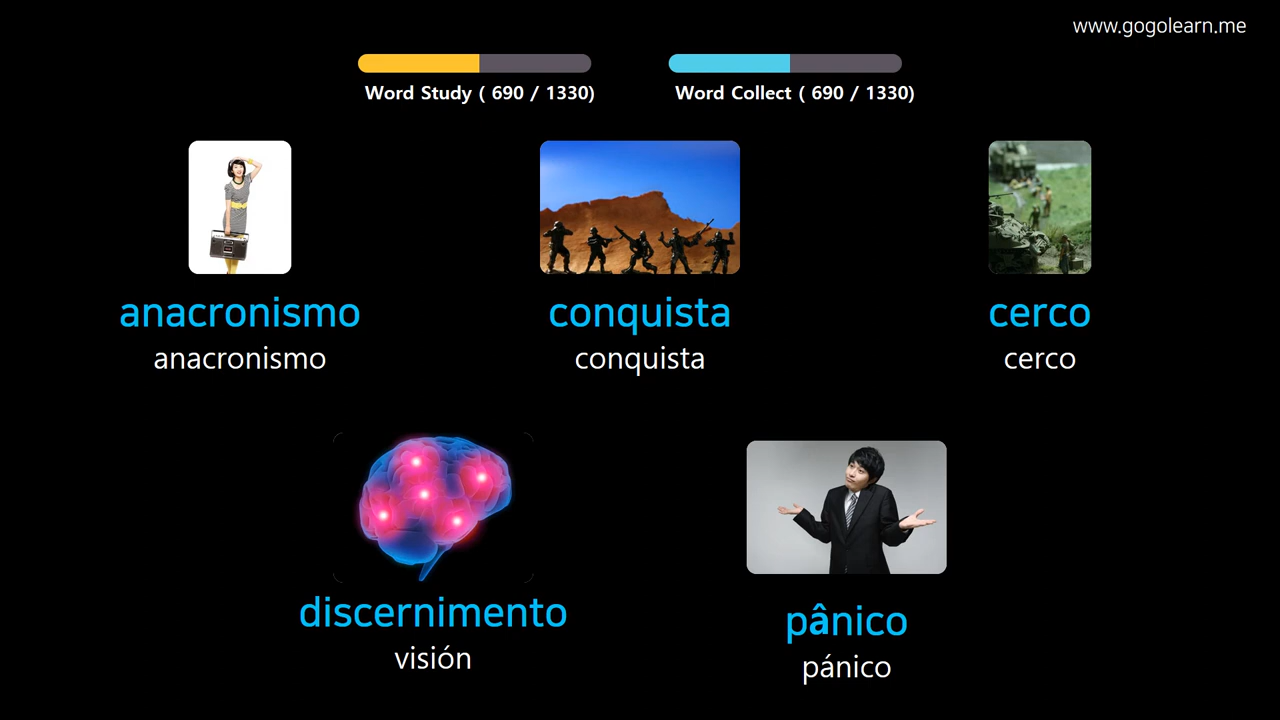 www.gogolearn.me
Word Study ( 690 / 1330)
Word Collect ( 690 / 1330)
anacronismo
anacronismo
conquista
conquista
cerco
cerco
discernimento
visión
pânico
pánico